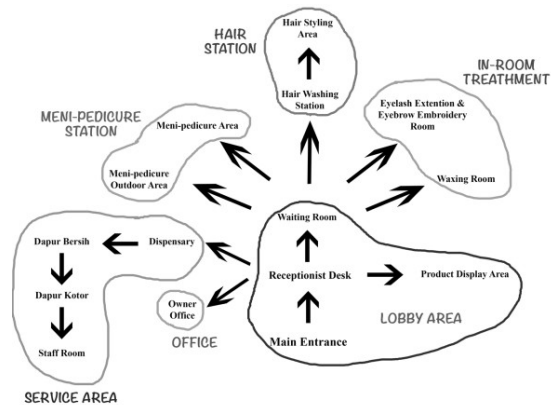 HAIR
STATION
Hair Styling
Area
Hair Washing
Station
IN-ROOM
TREATMENT
Eyelash Extention &
Eyebrow Embroidery
Room
Waxing Room
MENI-PEDICURE
STATION
Meni-pedicure Area
Meni-pedicure
Outdoor Area
Waiting Room
Receptionist Desk
Product Display Area
Main Entrance
LOBBY AREA
Dapur Bersih
Dispensary
Dapur Kotor
Staff Room
SERVICE AREA
Owner
Office
OFFICE